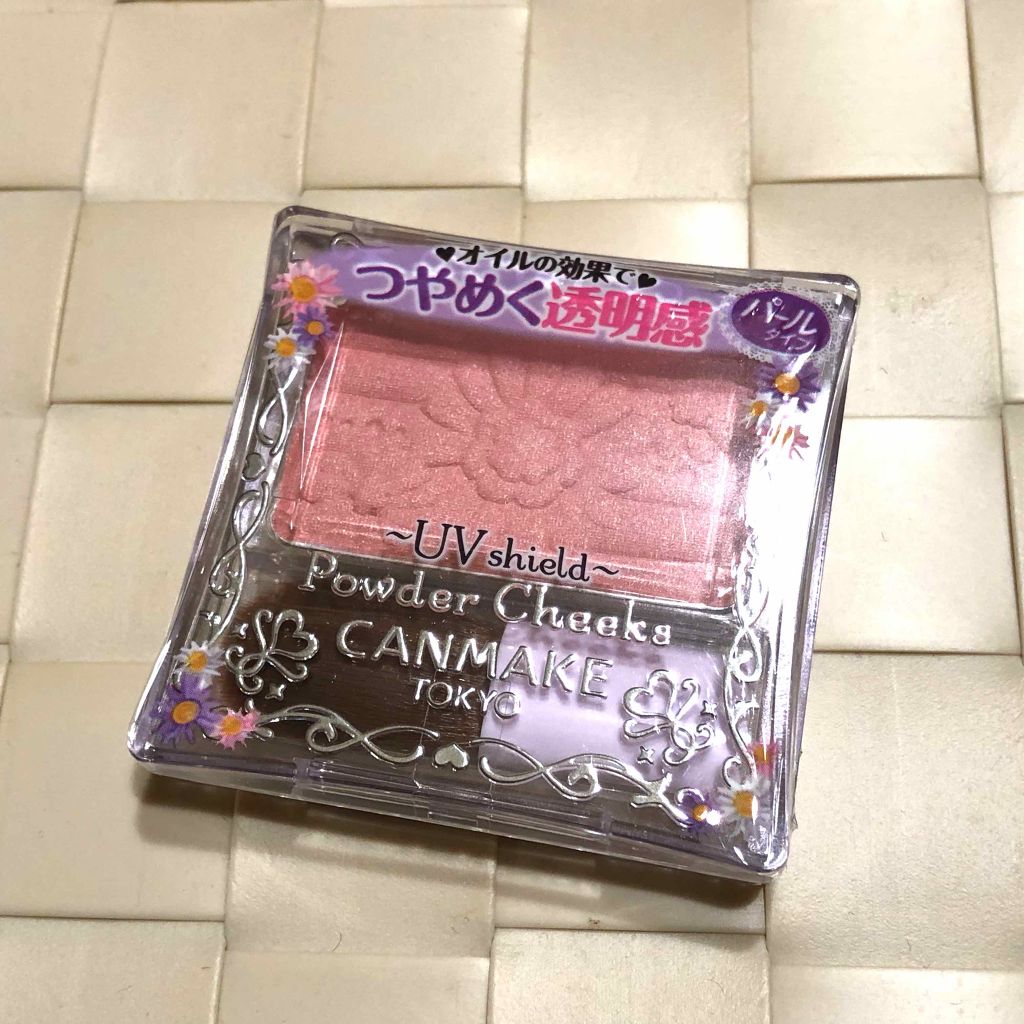 ♥オイルの効果で♥
つやめく透明感
パール
タイプ
~UV shield~
Powder Cheeks
CANMAKE
TOKYO